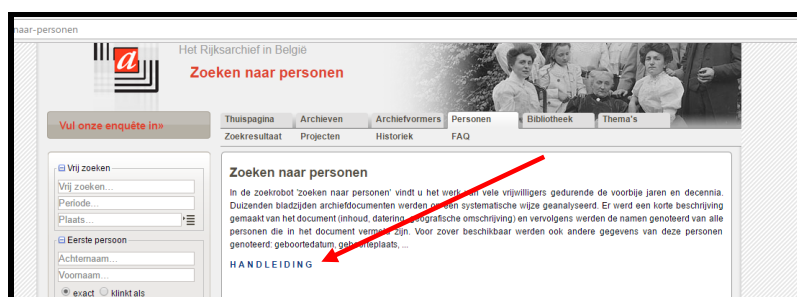 naar-personen
a
Het Rijksarchief in België
Zoeken naar personen
Vul onze enquête in»
Thuispagina Archieven Archiefvormers Personen Bibliotheek Thema's
Zoekresultaat Projecten Historiek FAQ
Vrij zoeken
Vrij zoeken...
Periode...
Plaats...
Eerste persoon
Achternaam...
Voornaam...
exact klinkt als
Zoeken naar personen
In de zoekrobot 'zoeken naar personen' vindt u het werk van vele vrijwilligers gedurende de voorbije jaren en decennia.
Duizenden bladzijden archiefdocumenten werden op een systematische wijze geanalyseerd. Er werd een korte beschrijving
gemaakt van het document (inhoud, datering, geografische omschrijving) en vervolgens werden de namen genoteerd van alle
personen die in het document vermeld zijn. Voor zover beschikbaar werden ook andere gegevens van deze personen
genoteerd: geboortedatum, geboorteplaats, ...
HANDLEIDING